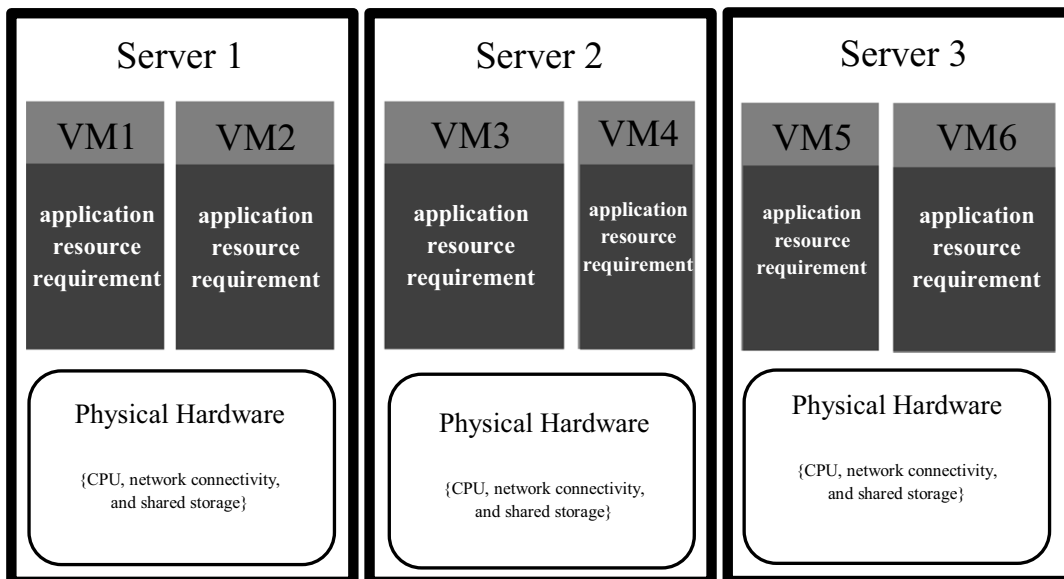 Server 1
VM1
application
resource
requirement
VM2
application
resource
requirement
Physical Hardware
{CPU, network connectivity,
and shared storage}
Server 2
VM3
application
resource
requirement
VM4
application
resource
requirement
Physical Hardware
{CPU, network connectivity,
and shared storage}
Server 3
VM5
application
resource
requirement
VM6
application
resource
requirement
Physical Hardware
{CPU, network connectivity,
and shared storage}